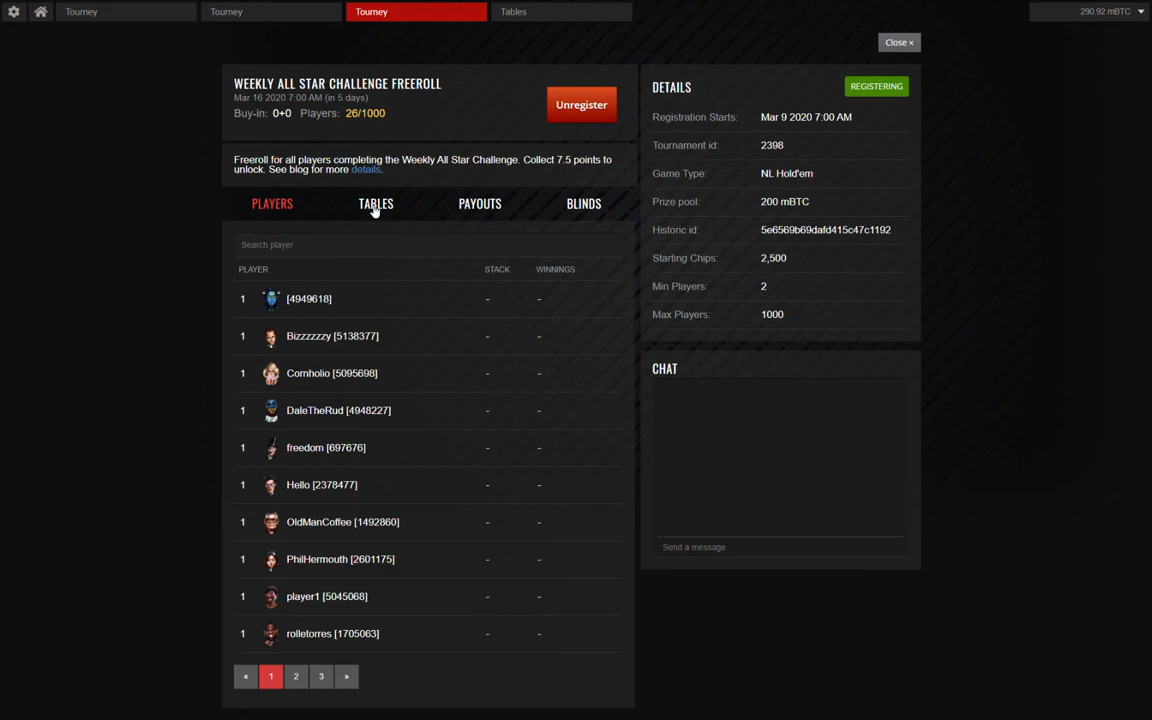 Tourney
Tourney
Tourney
Tables
290.92 mBTC
Close ×
WEEKLY ALL STAR CHALLENGE FREEROLL
Mar 16 2020 7:00 AM (in 5 days)
Buy-in: 0+0 Players: 26/1000
Unregister
Freeroll for all players completing the Weekly All Star Challenge. Collect 7.5 points to
unlock. See blog for more details.
PLAYERS
TABLES
PAYOUTS
BLINDS
Search player
PLAYER STACK WINNINGS
1 [4949618] - -
1 Bizzzzzzy [5138377] - -
1 Cornholio [5095698] - -
1 DaleTheRud [4948227] - -
1 freedom [697676] - -
1 Hello [2378477] - -
1 OldManCoffee [1492860] - -
1 PhilHermouth [2601175] - -
1 player1 [5045068] - -
1 rolletorres [1705063] - -
« 1 2 3 »
DETAILS
REGISTERING
Registration Starts: Mar 9 2020 7:00 AM
Tournament id: 2398
Game Type: NL Hold'em
Prize pool: 200 mBTC
Historic id: 5e6569b69dafd415c47c1192
Starting Chips: 2,500
Min Players: 2
Max Players: 1000
CHAT
Send a message